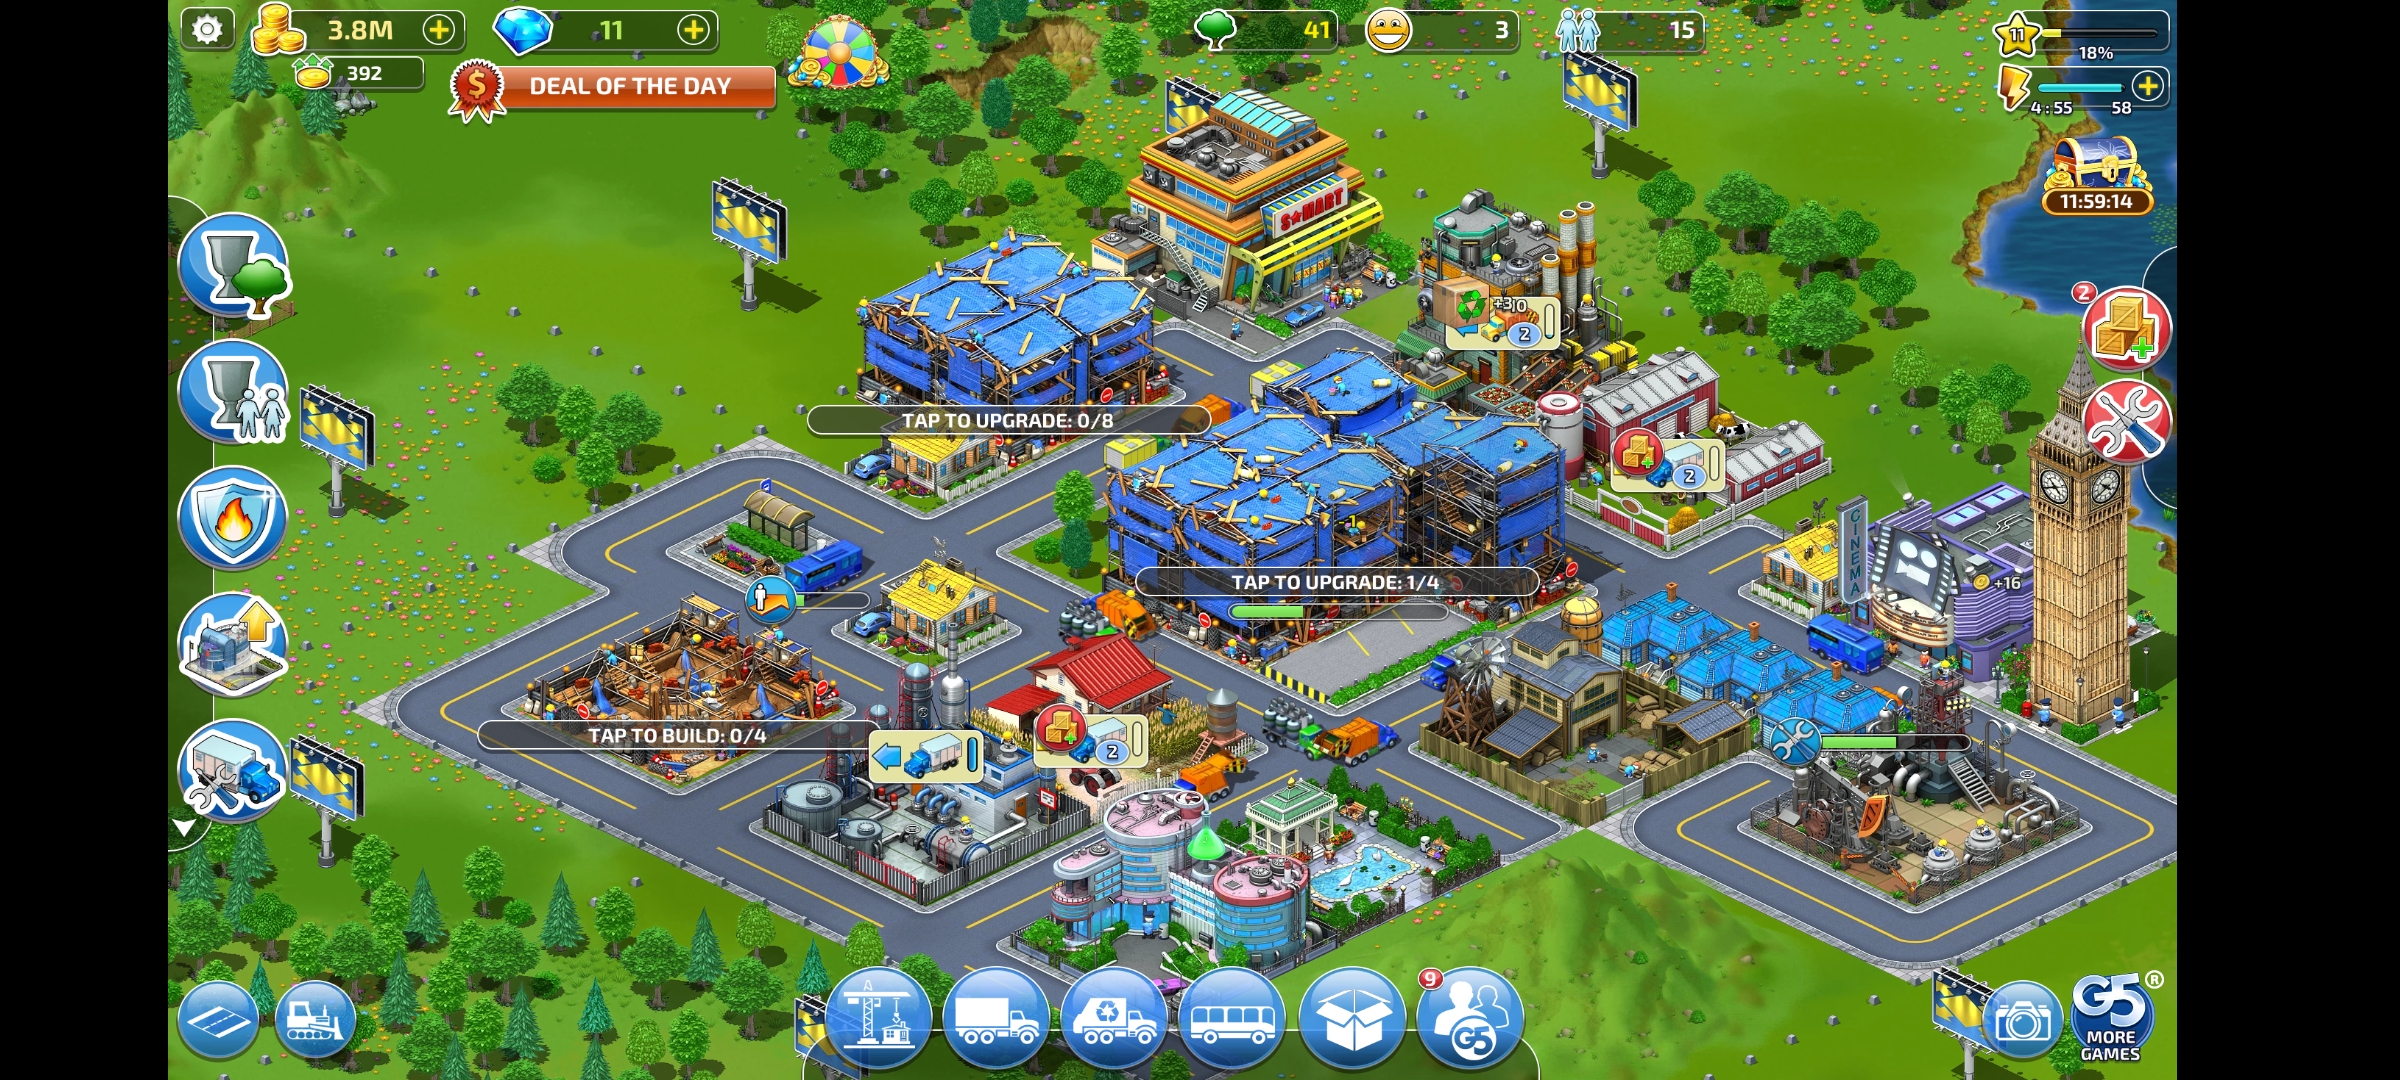 3.8M
11
41
3
15
11
18%
392
$
DEAL OF THE DAY
4:55
58
11:59:14
S★MART
2
+30
2
TAP TO UPGRADE: 0/8
2
CINEMA
+16
TAP TO UPGRADE: 1/4
TAP TO BUILD: 0/4
2
9
G5
G5®
MORE
GAMES